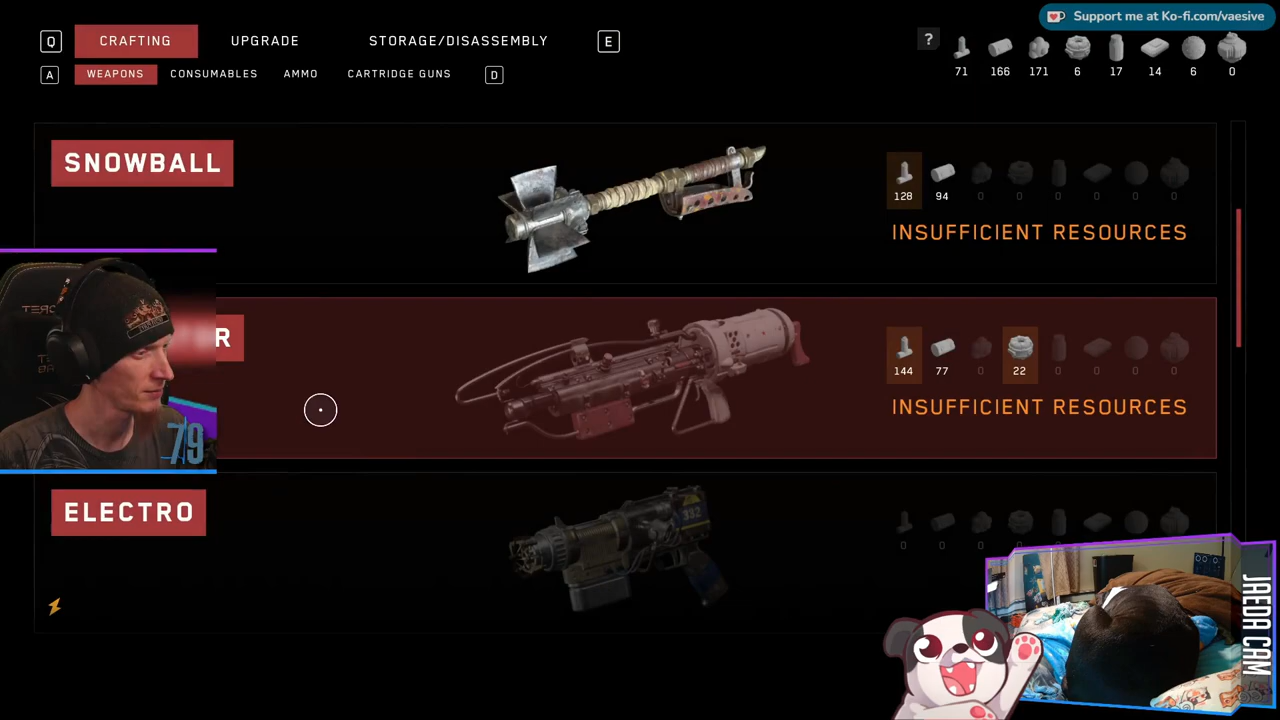 Support me at Ko-fi.com/vaesive
Q CRAFTING UPGRADE STORAGE/DISASSEMBLY E ?
A WEAPONS CONSUMABLES AMMO CARTRIDGE GUNS D
71 166 171 6 17 14 6 0
SNOWBALL
128 94 0 0 0 0 0 0
INSUFFICIENT RESOURCES
R
144 77 0 22 0 0 0 0
INSUFFICIENT RESOURCES
79
ELECTRO
332
0 0
JAEDA CAM